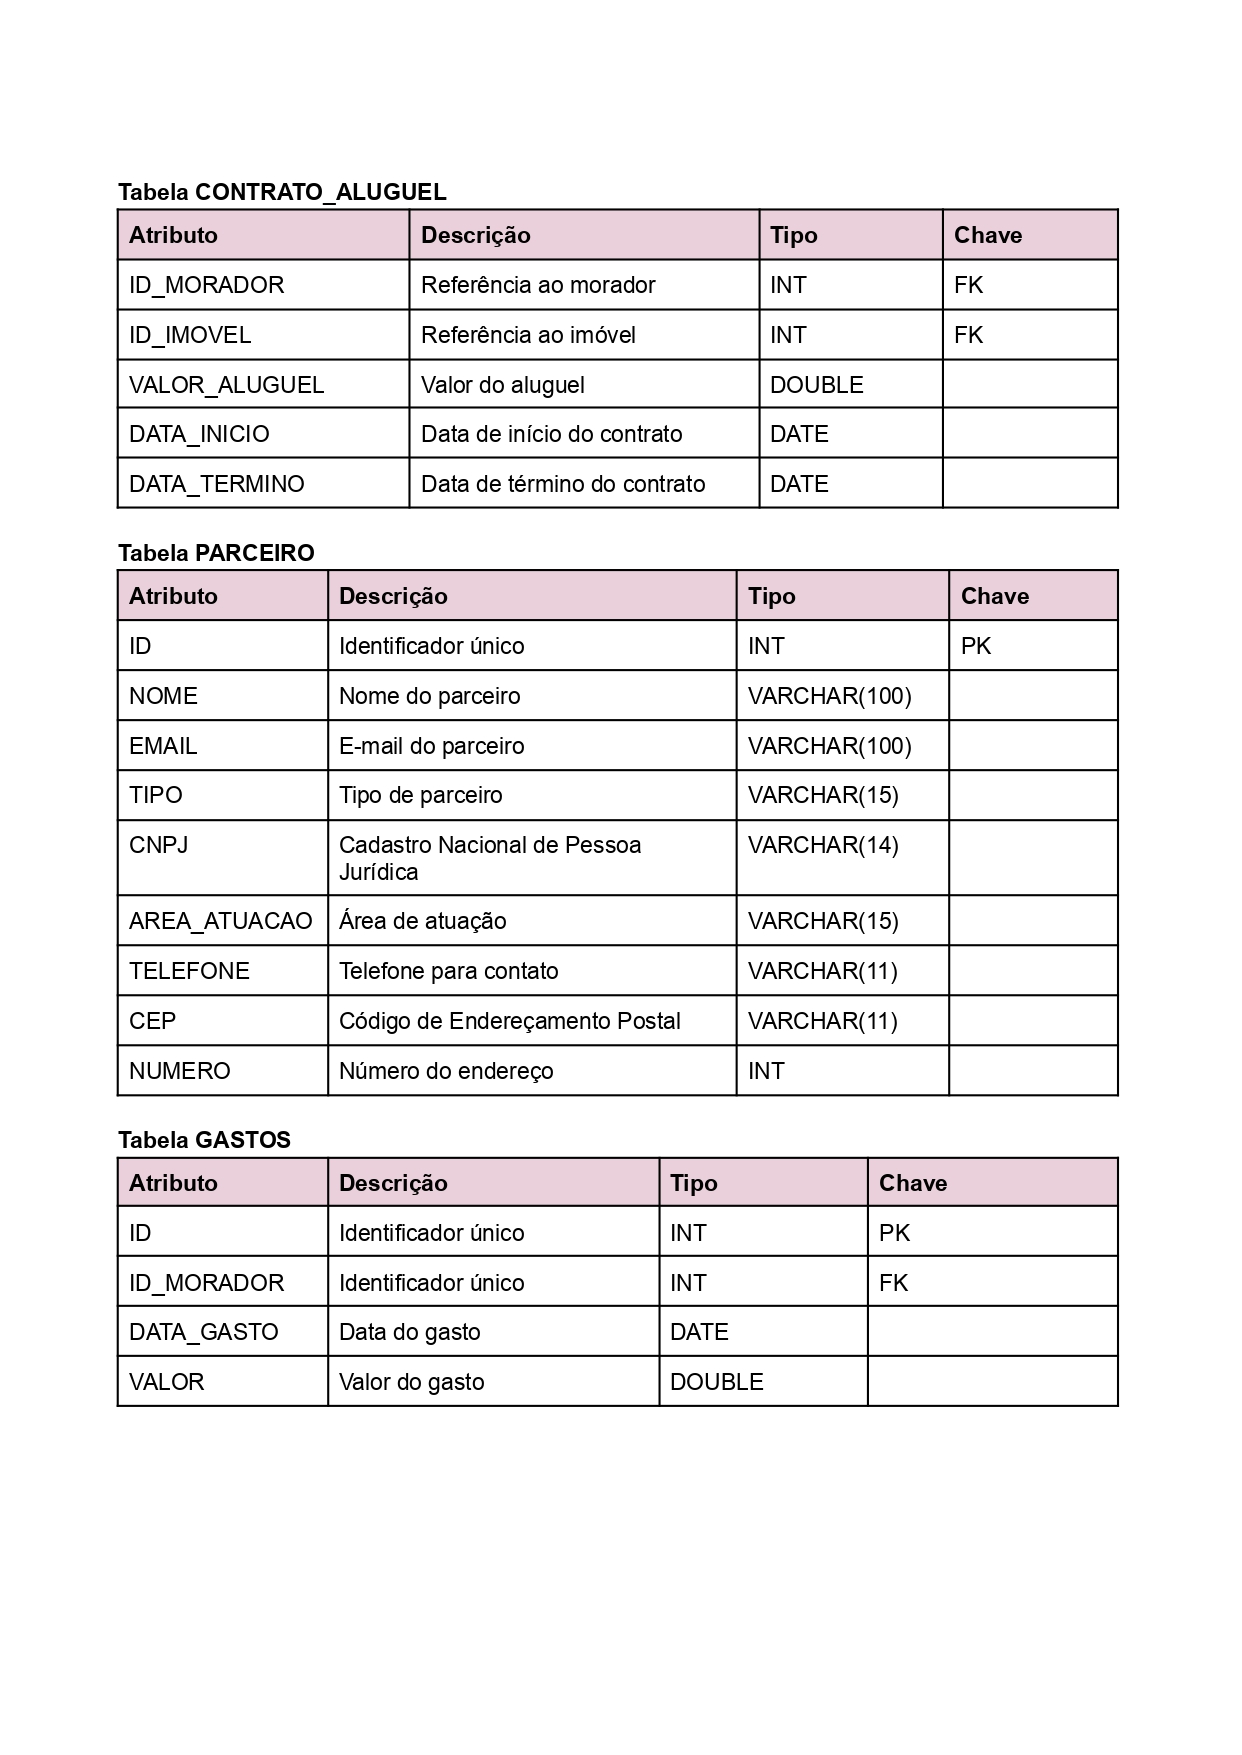 Tabela CONTRATO_ALUGUEL
Atributo Descrição Tipo Chave
ID_MORADOR Referência ao morador INT FK
ID_IMOVEL Referência ao imóvel INT FK
VALOR_ALUGUEL Valor do aluguel DOUBLE
DATA_INICIO Data de início do contrato DATE
DATA_TERMINO Data de término do contrato DATE
Tabela PARCEIRO
Atributo Descrição Tipo Chave
ID Identificador único INT PK
NOME Nome do parceiro VARCHAR(100)
EMAIL E-mail do parceiro VARCHAR(100)
TIPO Tipo de parceiro VARCHAR(15)
CNPJ Cadastro Nacional de Pessoa VARCHAR(14)
Jurídica
AREA_ATUACAO Área de atuação VARCHAR(15)
TELEFONE Telefone para contato VARCHAR(11)
CEP Código de Endereçamento Postal VARCHAR(11)
NUMERO Número do endereço INT
Tabela GASTOS
Atributo Descrição Tipo Chave
ID Identificador único INT PK
ID_MORADOR Identificador único INT FK
DATA_GASTO Data do gasto DATE
VALOR Valor do gasto DOUBLE